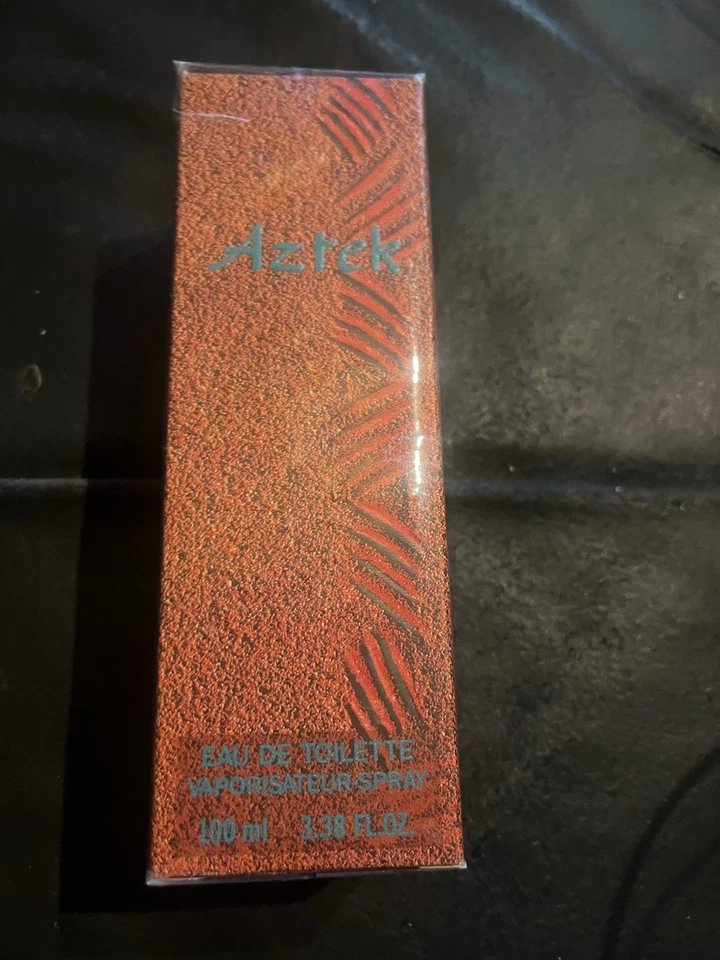 Aztek
EAU DE TOILETTE
VAPORISATEUR-SPRAY
100 ml 3.38 FL.OZ.